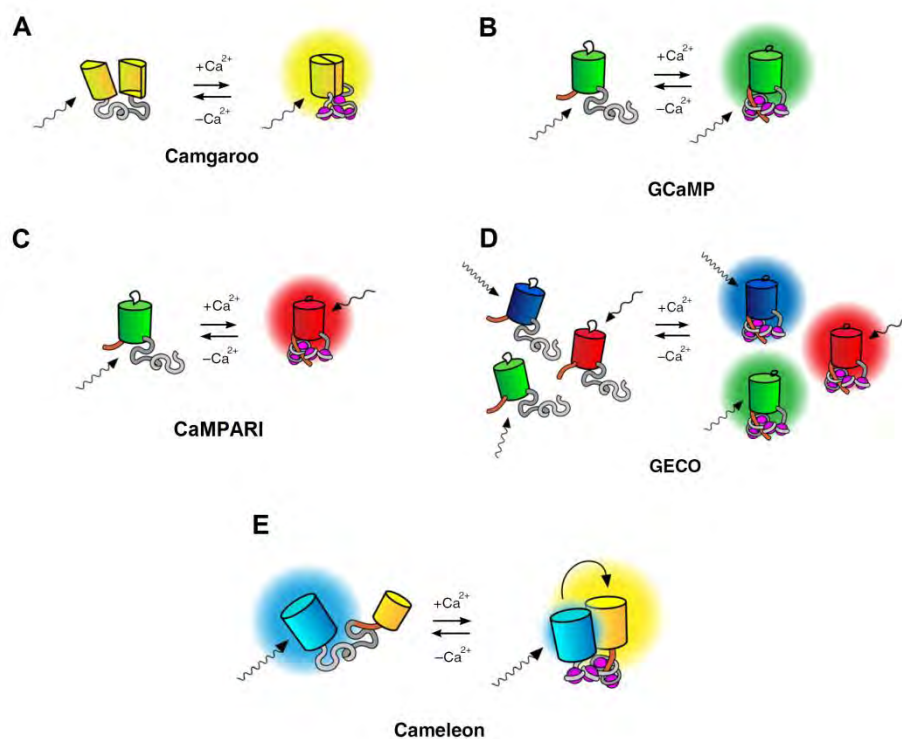 A
+Ca²⁺
–Ca²⁺
Camgaroo
B
+Ca²⁺
–Ca²⁺
GCaMP
C
+Ca²⁺
–Ca²⁺
CaMPARI
D
+Ca²⁺
–Ca²⁺
GECO
E
+Ca²⁺
–Ca²⁺
Cameleon